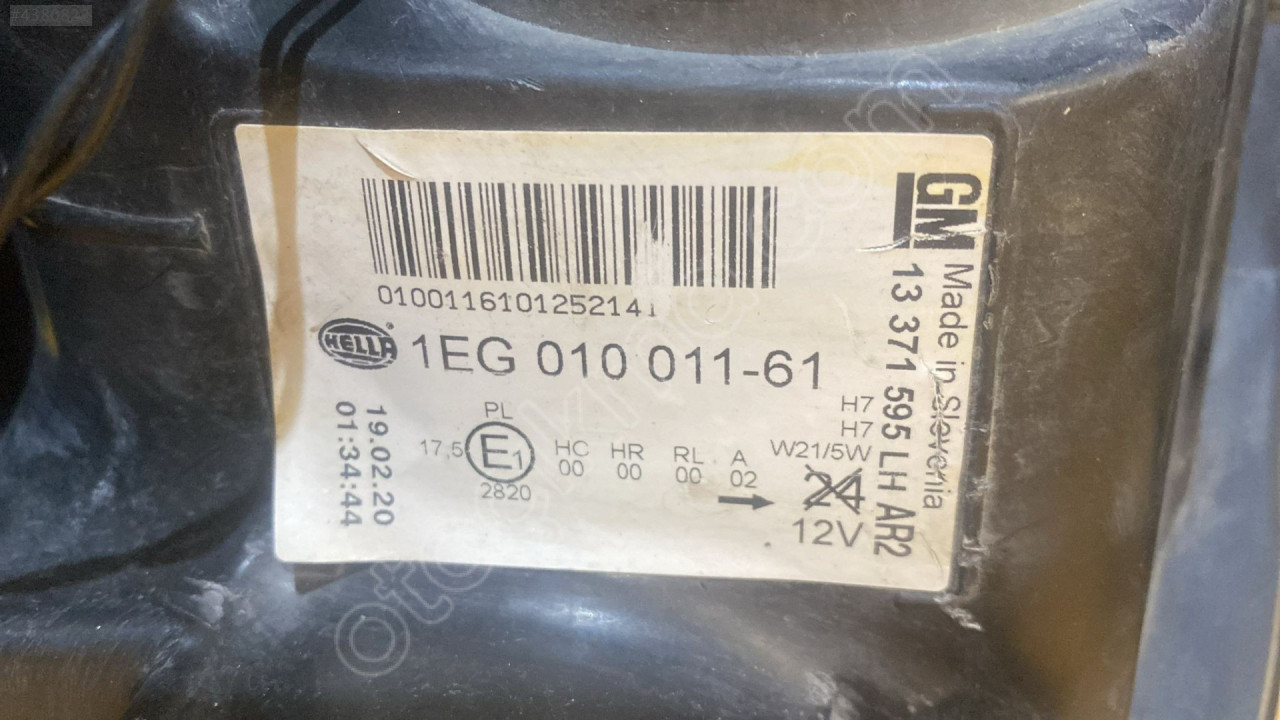 0100116101252141
HELLA
1EG 010 011-61
19.02.20
01:34:44
PL
17,5
E1
2820
HC
00
HR
00
RL
00
A
02
H7
H7
W21/5W
24
12V
GM
Made in Slovenia
13 371 595 LH AR2